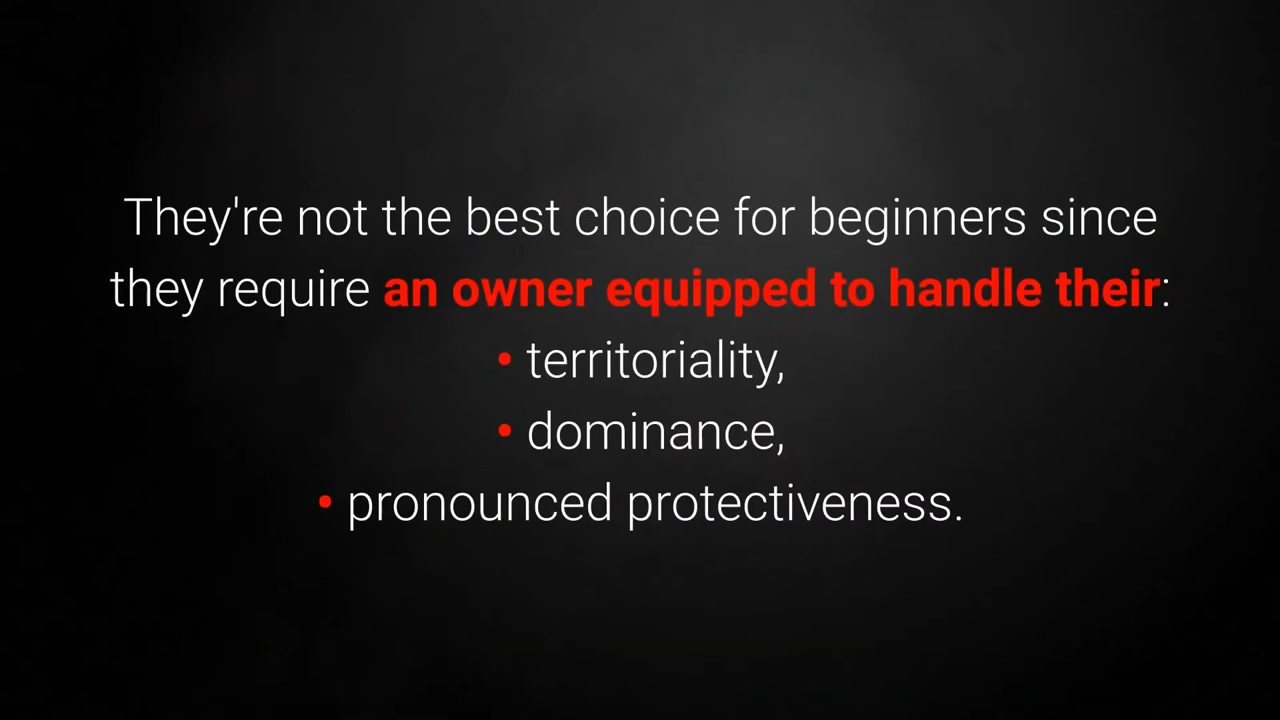 They're not the best choice for beginners since
they require an owner equipped to handle their:
• territoriality,
• dominance,
• pronounced protectiveness.